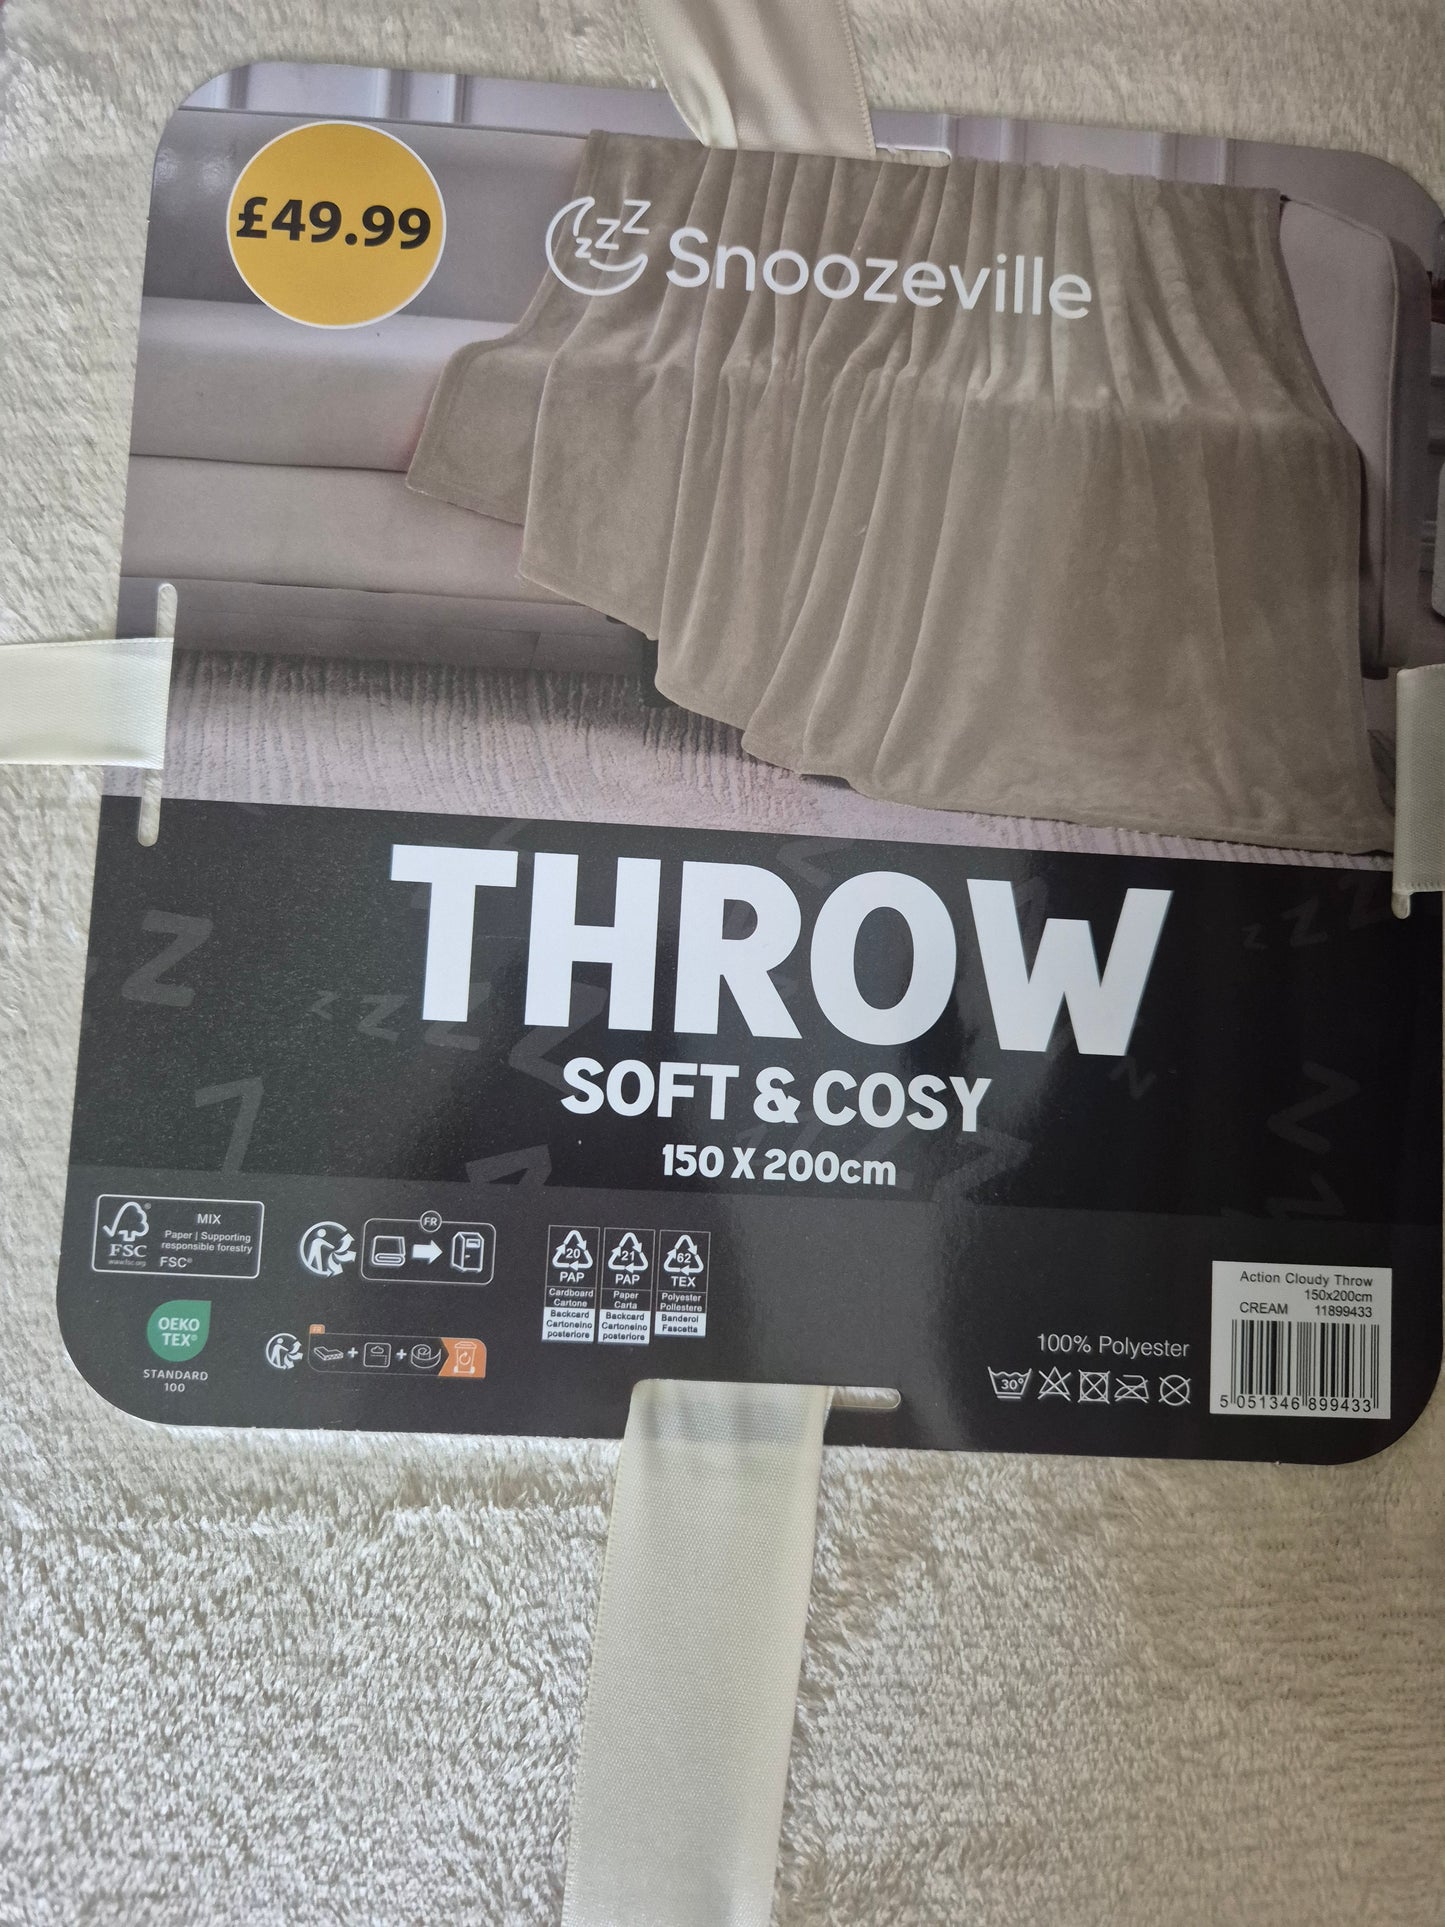 £49.99
zzZ Snoozeville
THROW
SOFT & COSY
150 X 200cm
MIX
Paper | Supporting
responsible forestry
FSC®
FSC
www.fsc.org
FR
20
PAP
Cardboard
Cartone
Backcard
Cartoncino
posteriore
21
PAP
Paper
Carta
Backcard
Cartoncino
posteriore
62
TEX
Polyester
Poliestere
Banderol
Fascetta
OEKO
TEX®
STANDARD
100
FR
100% Polyester
30°
Action Cloudy Throw
150x200cm
CREAM 11899433
5 051346 899433